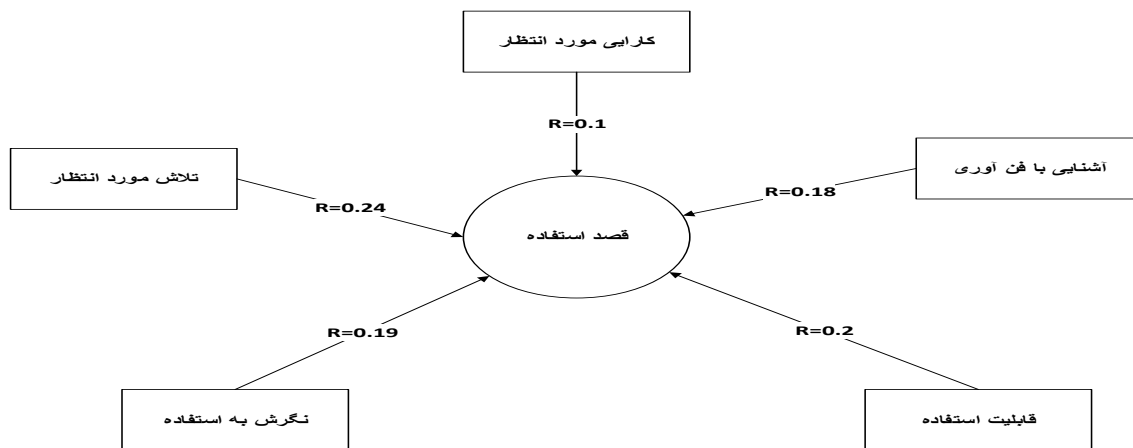 کارایی مورد انتظار
R=0.1
آشنایی با فن آوری
تلاش مورد انتظار
R=0.18
R=0.24
قصد استفاده
R=0.2
R=0.19
قابلیت استفاده
نگرش به استفاده